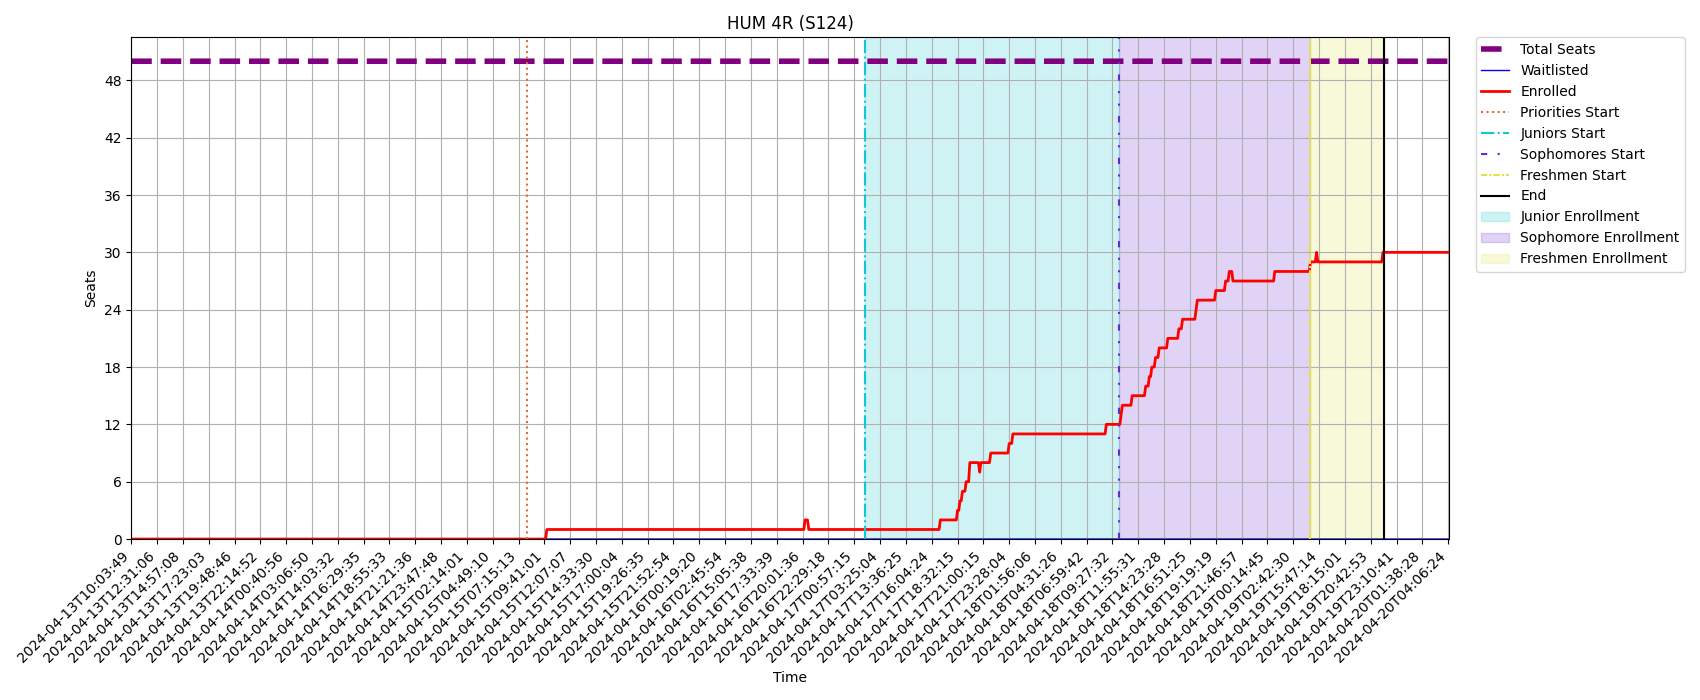 HUM 4R (S124)
Total Seats
Waitlisted
Enrolled
Priorities Start
Juniors Start
Sophomores Start
Freshmen Start
End
Junior Enrollment
Sophomore Enrollment
Freshmen Enrollment
Seats
48
42
36
30
24
18
12
6
0
2024-04-13T10:03:49
2024-04-13T12:31:06
2024-04-13T14:57:08
2024-04-13T17:23:03
2024-04-13T19:48:46
2024-04-13T22:14:52
2024-04-14T00:40:56
2024-04-14T03:06:50
2024-04-14T14:03:32
2024-04-14T16:29:35
2024-04-14T18:55:33
2024-04-14T21:21:36
2024-04-14T23:47:48
2024-04-15T02:14:01
2024-04-15T04:49:10
2024-04-15T07:15:13
2024-04-15T09:41:01
2024-04-15T12:07:07
2024-04-15T14:33:30
2024-04-15T17:00:04
2024-04-15T19:26:35
2024-04-15T21:52:54
2024-04-16T00:19:20
2024-04-16T02:45:54
2024-04-16T15:05:38
2024-04-16T17:33:39
2024-04-16T20:01:36
2024-04-16T22:29:18
2024-04-17T00:57:15
2024-04-17T03:25:04
2024-04-17T13:36:25
2024-04-17T16:04:24
2024-04-17T18:32:15
2024-04-17T21:00:15
2024-04-17T23:28:04
2024-04-18T01:56:06
2024-04-18T04:31:26
2024-04-18T06:59:42
2024-04-18T09:27:32
2024-04-18T11:55:31
2024-04-18T14:23:28
2024-04-18T16:51:25
2024-04-18T19:19:19
2024-04-18T21:46:57
2024-04-19T00:14:45
2024-04-19T02:42:30
2024-04-19T15:47:14
2024-04-19T18:15:01
2024-04-19T20:42:53
2024-04-19T23:10:41
2024-04-20T01:38:28
2024-04-20T04:06:24
Time